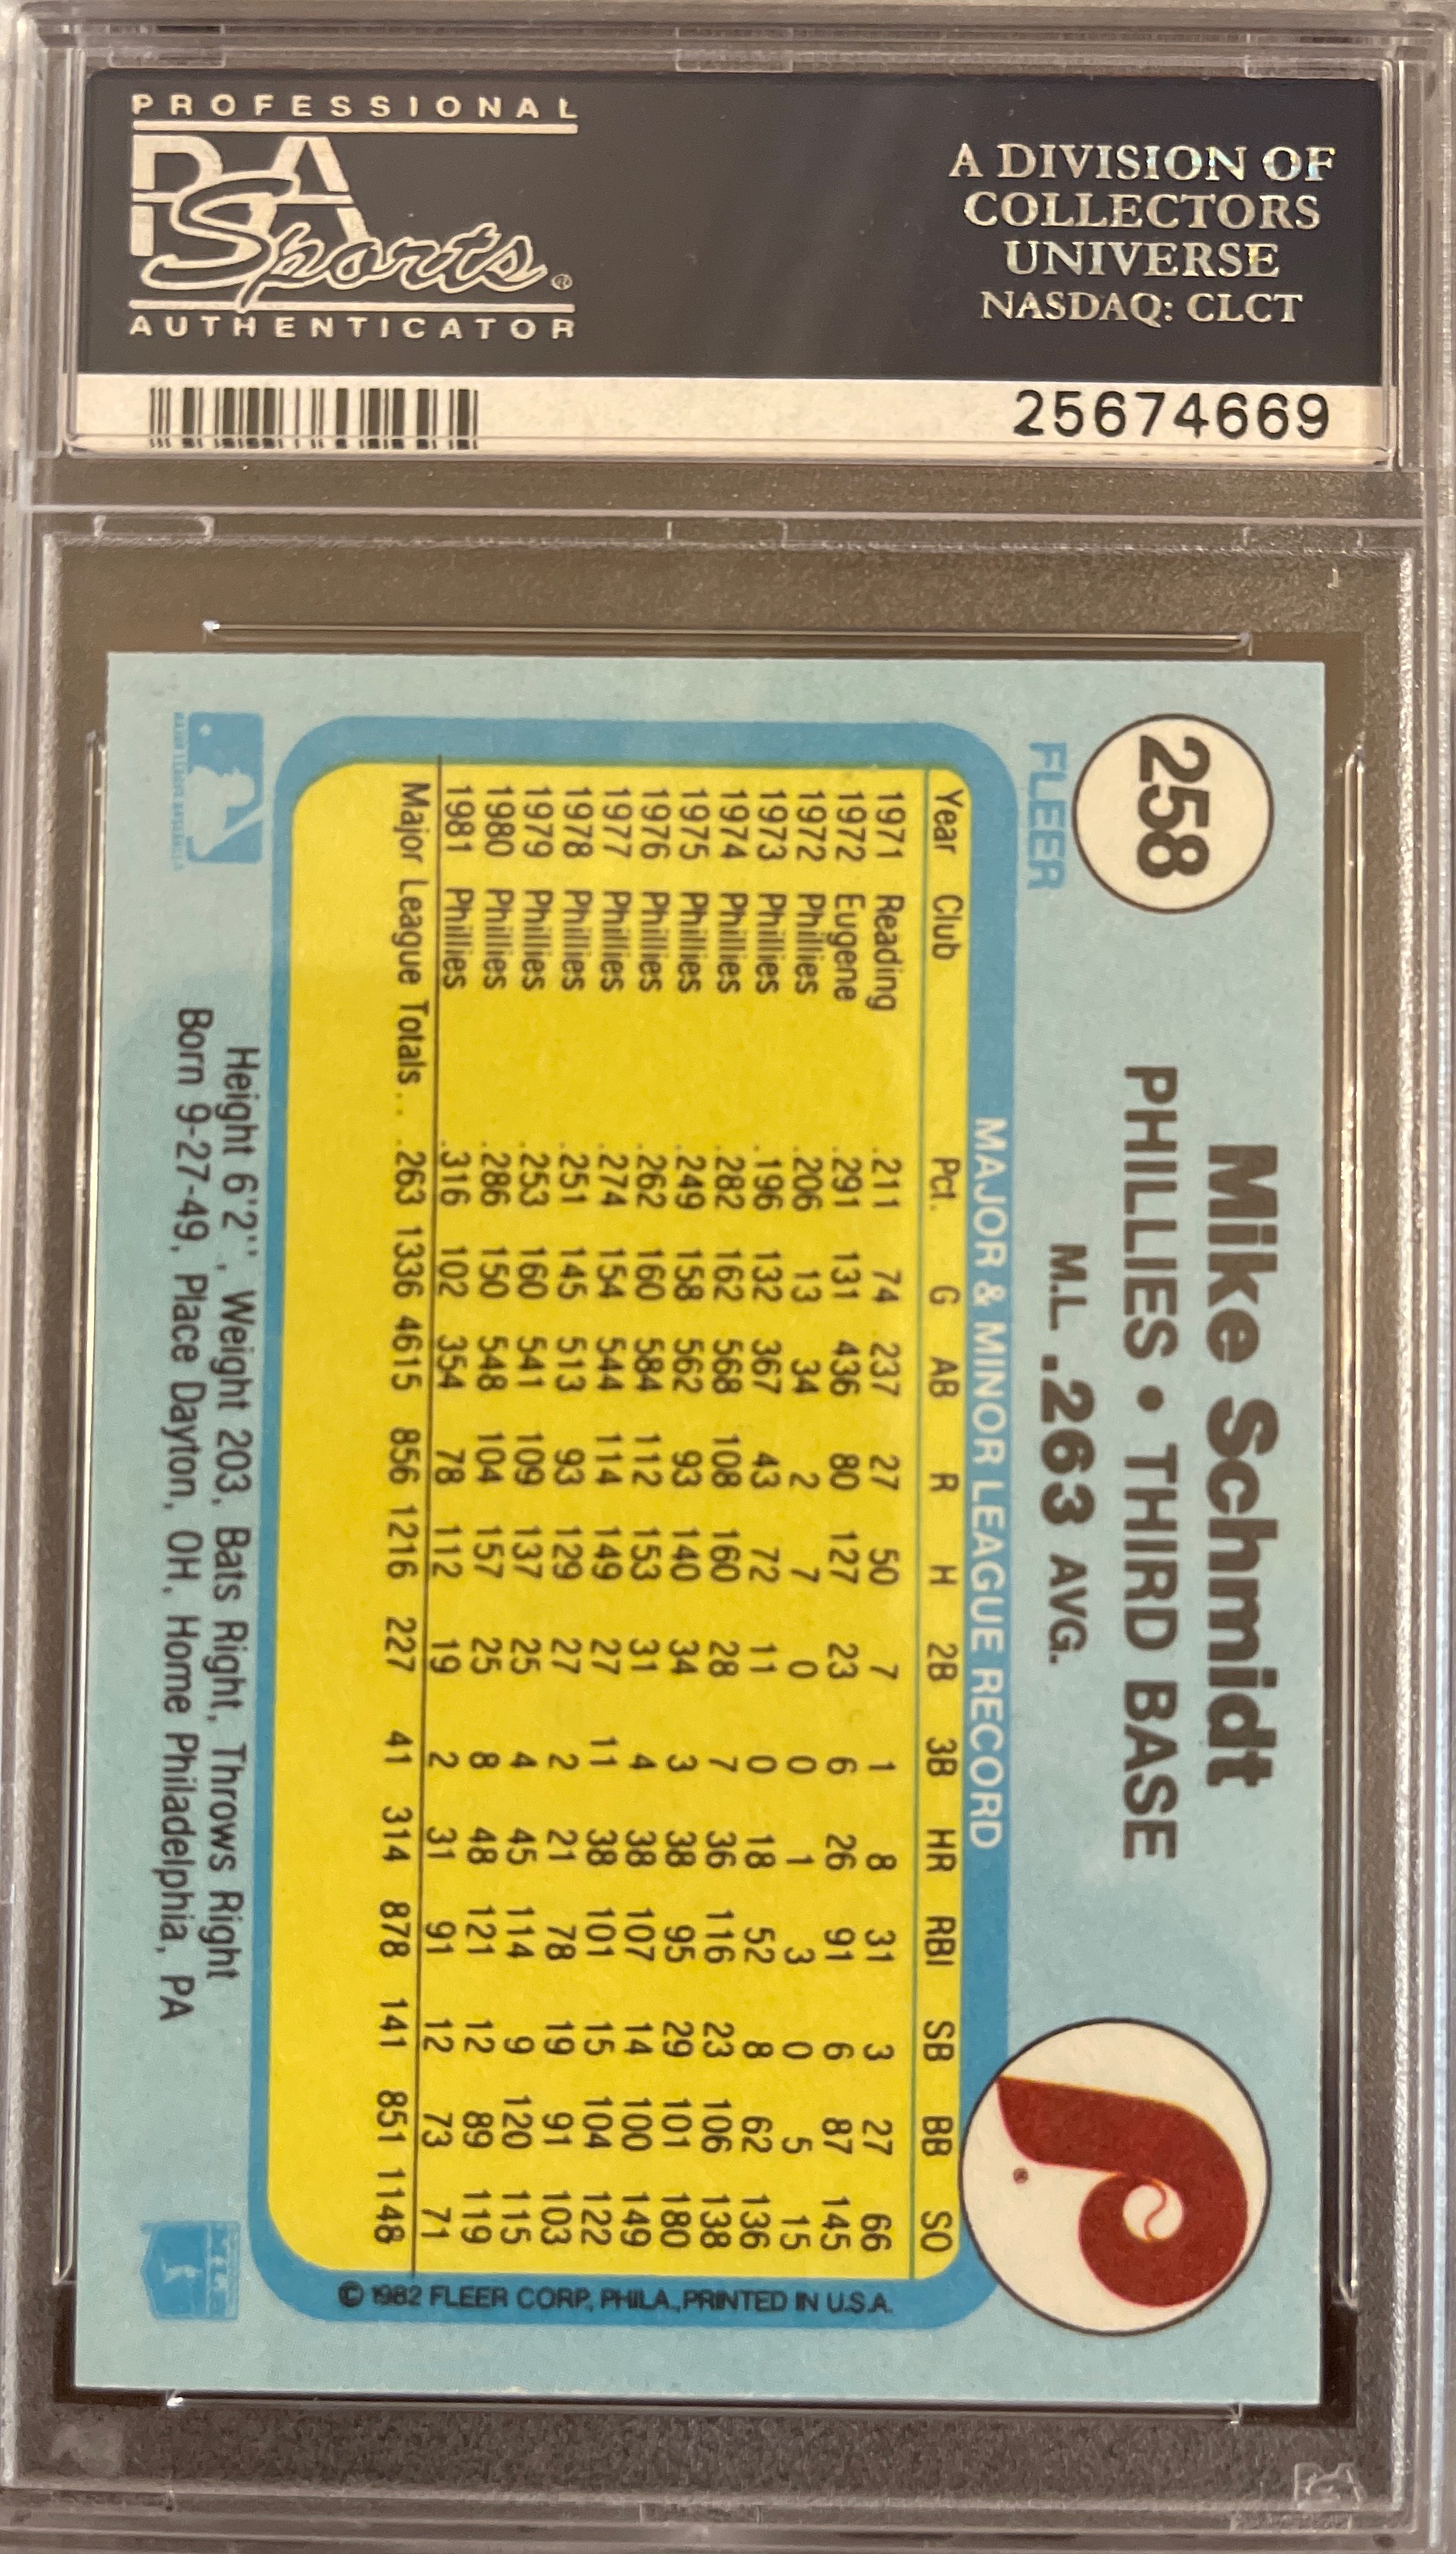 PROFESSIONAL
PSA
Sports®
AUTHENTICATOR
A DIVISION OF
COLLECTORS
UNIVERSE
NASDAQ: CLCT
25674669
258
FLEER
Mike Schmidt
PHILLIES • THIRD BASE
M.L. .263 AVG.
P
®
MAJOR & MINOR LEAGUE RECORD
Year Club Pct. G AB R H 2B 3B HR RBI SB BB SO
1971 Reading .211 74 237 27 50 7 1 8 31 3 27 66
1972 Eugene .291 131 436 80 127 23 6 26 91 6 87 145
1972 Phillies .206 13 34 2 7 0 0 1 3 0 5 15
1973 Phillies .196 132 367 43 72 11 0 18 52 8 62 136
1974 Phillies .282 162 568 108 160 28 7 36 116 23 106 138
1975 Phillies .249 158 562 93 140 34 3 38 95 29 101 180
1976 Phillies .262 160 584 112 153 31 4 38 107 14 100 149
1977 Phillies .274 154 544 114 149 27 11 38 101 15 104 122
1978 Phillies .251 145 513 93 129 27 2 21 78 19 91 103
1979 Phillies .253 160 541 109 137 25 4 45 114 9 120 115
1980 Phillies .286 150 548 104 157 25 8 48 121 12 89 119
1981 Phillies .316 102 354 78 112 19 2 31 91 12 73 71
Major League Totals . . .263 1336 4615 856 1216 227 41 314 878 141 851 1148
© 1982 FLEER CORP., PHILA., PRINTED IN U.S.A.
Height 6'2'', Weight 203, Bats Right, Throws Right
Born 9-27-49, Place Dayton, OH, Home Philadelphia, PA
MAJOR LEAGUE BASEBALL
PSA